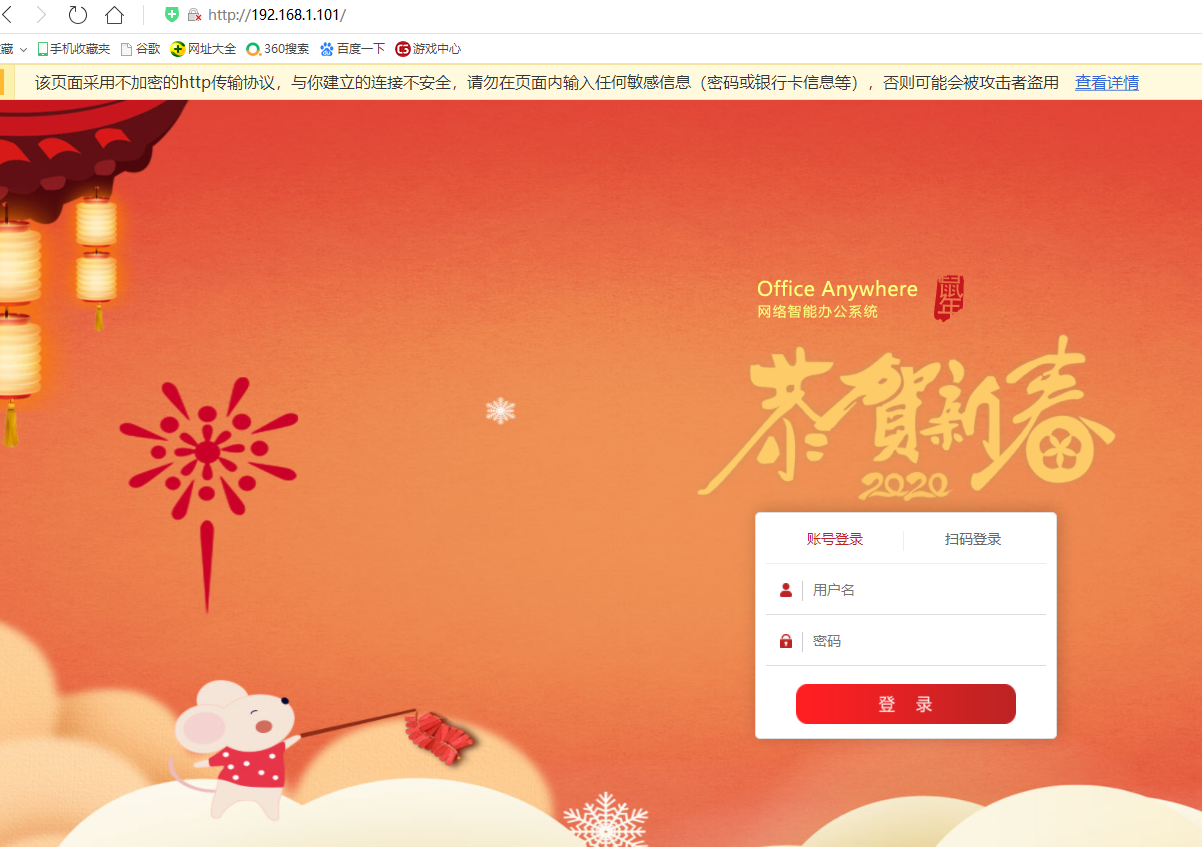 http://192.168.1.101/
藏 手机收藏夹 谷歌 网址大全 360搜索 百度一下 游戏中心
该页面采用不加密的http传输协议，与你建立的连接不安全，请勿在页面内输入任何敏感信息（密码或银行卡信息等），否则可能会被攻击者盗用 查看详情
Office Anywhere
网络智能办公系统
鼠年
恭賀新春
2020
账号登录 扫码登录
用户名
密码
登 录